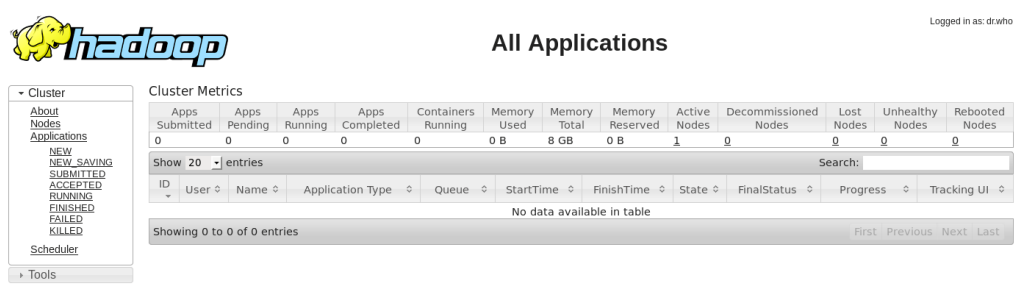 Logged in as: dr.who
hadoop
All Applications
Cluster
About
Nodes
Applications
NEW
NEW_SAVING
SUBMITTED
ACCEPTED
RUNNING
FINISHED
FAILED
KILLED
Scheduler
Tools
Cluster Metrics
Apps Submitted Apps Pending Apps Running Apps Completed Containers Running Memory Used Memory Total Memory Reserved Active Nodes Decommissioned Nodes Lost Nodes Unhealthy Nodes Rebooted Nodes
0 0 0 0 0 0 B 8 GB 0 B 1 0 0 0 0
Show 20 entries Search:
ID User Name Application Type Queue StartTime FinishTime State FinalStatus Progress Tracking UI
No data available in table
Showing 0 to 0 of 0 entries First Previous Next Last